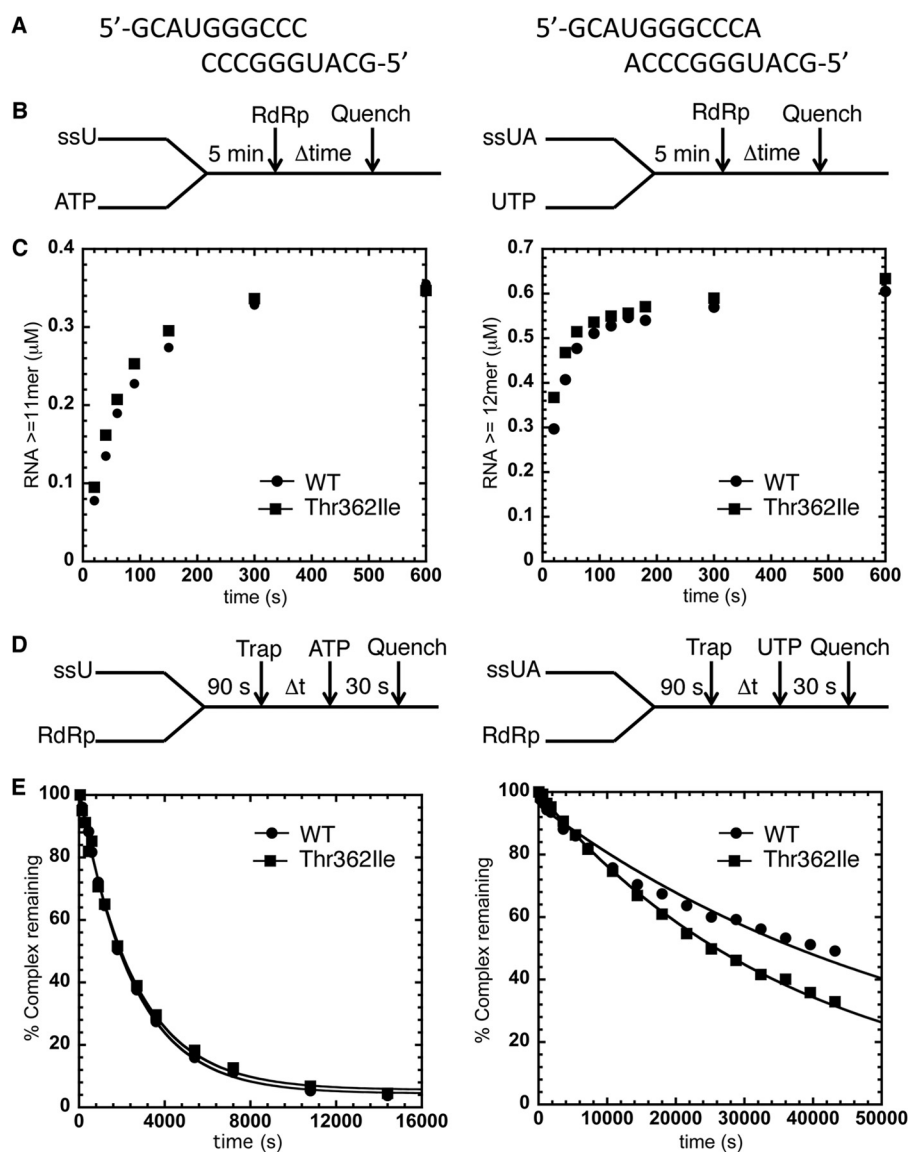 A
5’-GCAUGGGCCC
CCCGGGUACG-5’
5’-GCAUGGGCCCA
ACCCGGGUACG-5’
B
RdRp Quench
ssU
5 min Δtime
ATP
RdRp Quench
ssUA
5 min Δtime
UTP
C
RNA >=11mer (μM)
0.4
0.3
0.2
0.1
0
WT
Thr362Ile
0 200 400 600
time (s)
RNA >= 12mer (μM)
0.7
0.6
0.5
0.4
0.3
0.2
0.1
0
WT
Thr362Ile
0 100 200 300 400 500 600
time (s)
D
Trap ATP Quench
ssU
90 s Δt 30 s
RdRp
Trap UTP Quench
ssUA
90 s Δt 30 s
RdRp
E
% Complex remaining
100
80
60
40
20
0
WT
Thr362Ile
0 4000 8000 12000 16000
time (s)
% Complex remaining
100
80
60
40
20
0
WT
Thr362Ile
0 10000 20000 30000 40000 50000
time (s)